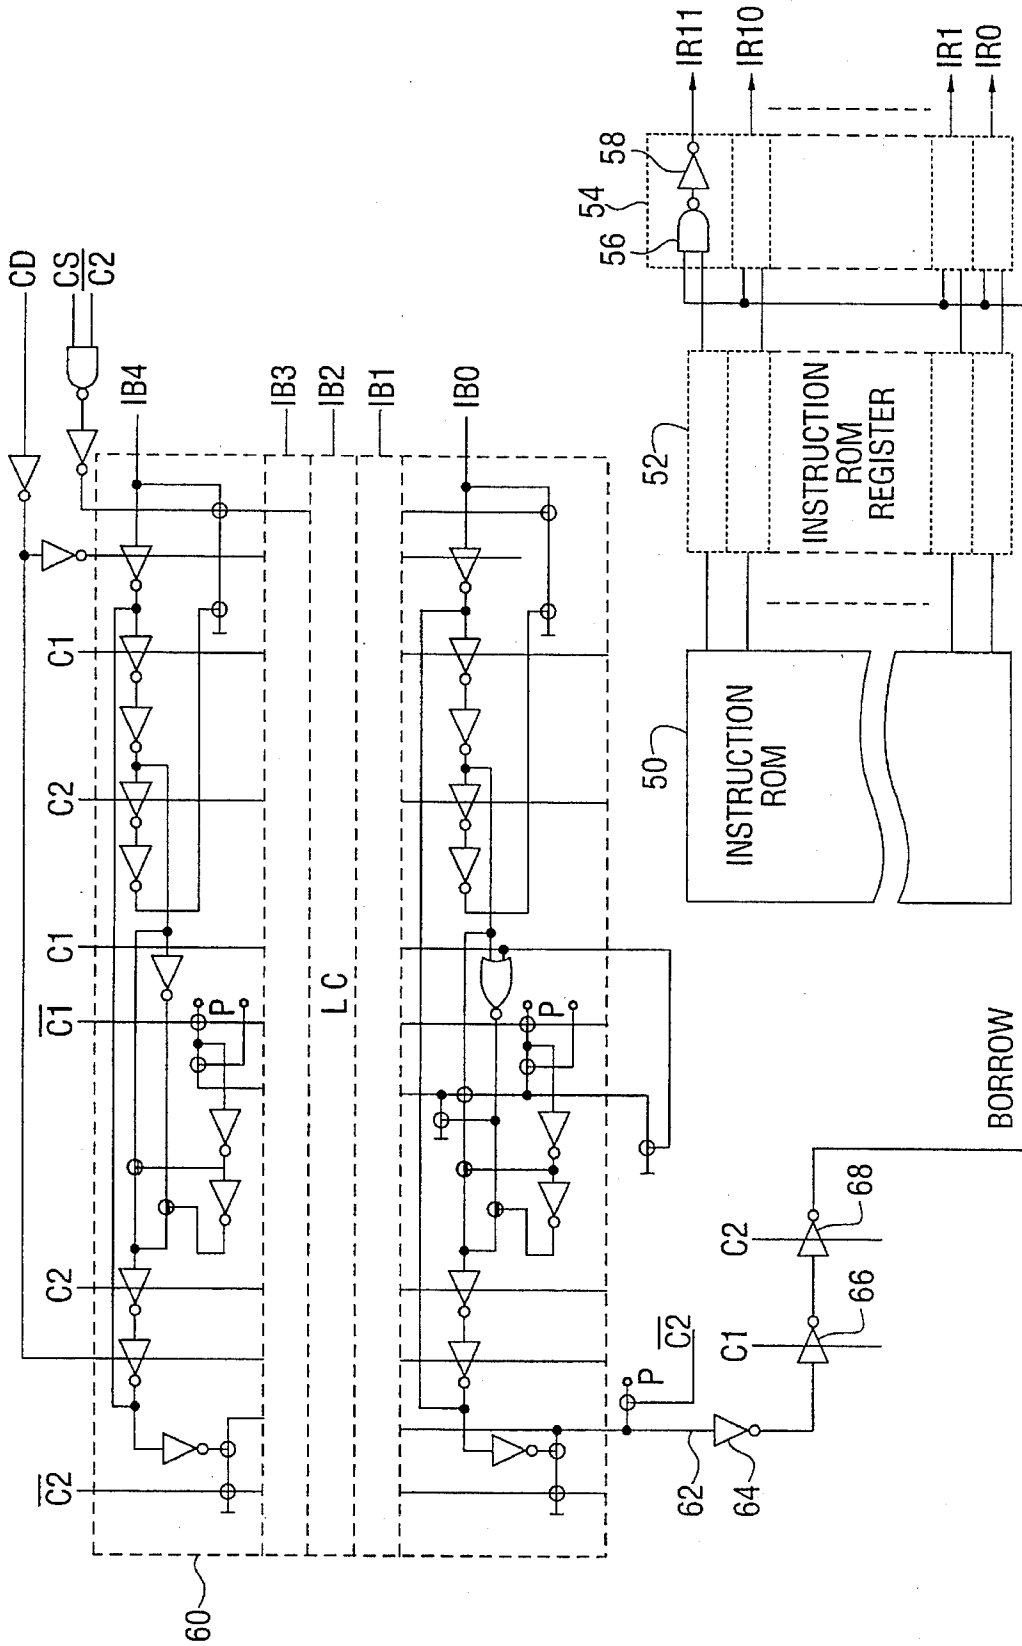 CD
CS
C2
IB4
IB3
IB2
IB1
IB0
C1
C2
C1
C1
P
C2
C2
LC
P
60
P
C2
62
64
C1
66
C2
68
BORROW
50
INSTRUCTION
ROM
52
INSTRUCTION
ROM
REGISTER
54
56
58
IR11
IR10
IR1
IR0